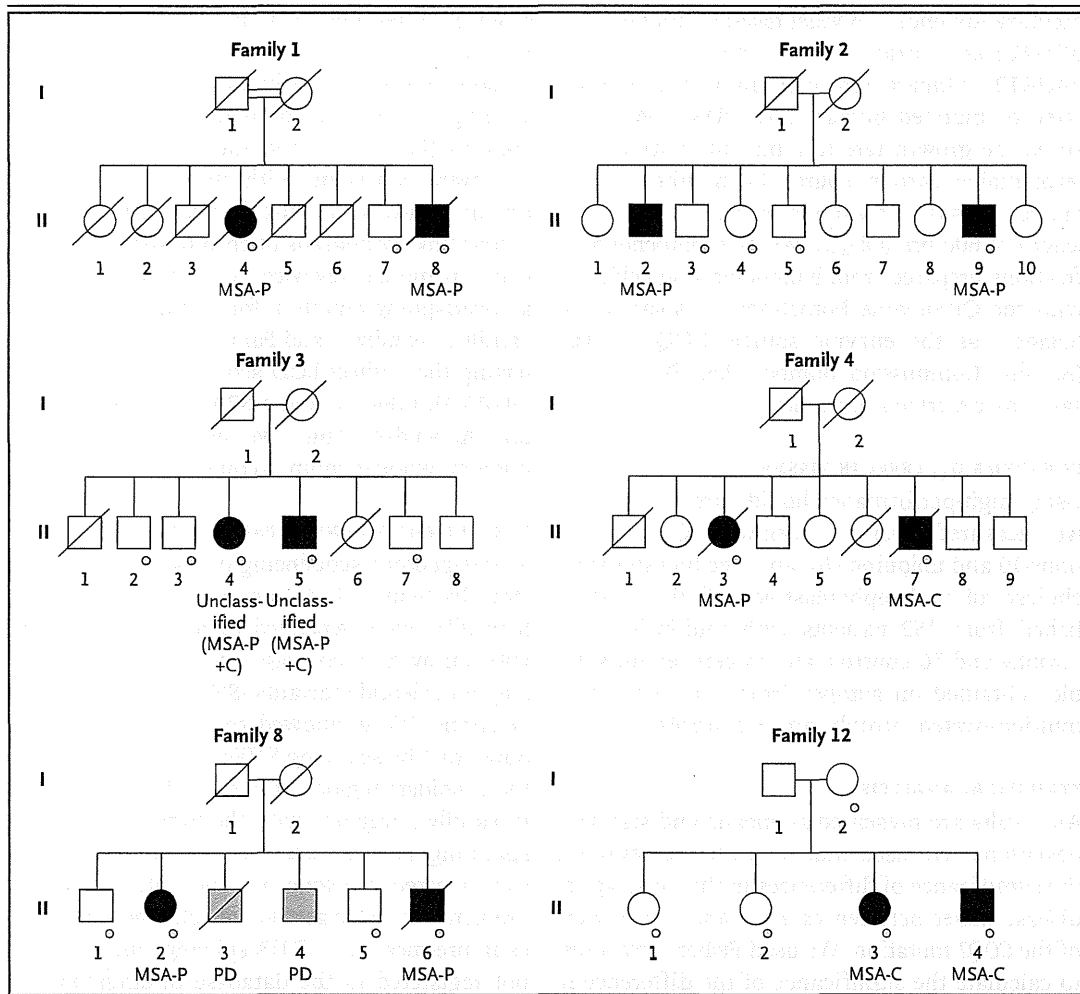 Family 1
Family 2
I
1 2
1 2
II
1 2 3 4 5 6 7 8
MSA-P MSA-P
1 2 3 4 5 6 7 8 9 10
MSA-P MSA-P
Family 3
Family 4
I
1 2
1 2
II
1 2 3 4 5 6 7 8
Unclass- Unclass-
ified ified
(MSA-P (MSA-P
+C) +C)
1 2 3 4 5 6 7 8 9
MSA-P MSA-C
Family 8
Family 12
I
1 2
1 2
II
1 2 3 4 5 6
MSA-P PD PD MSA-P
1 2 3 4
MSA-C MSA-C